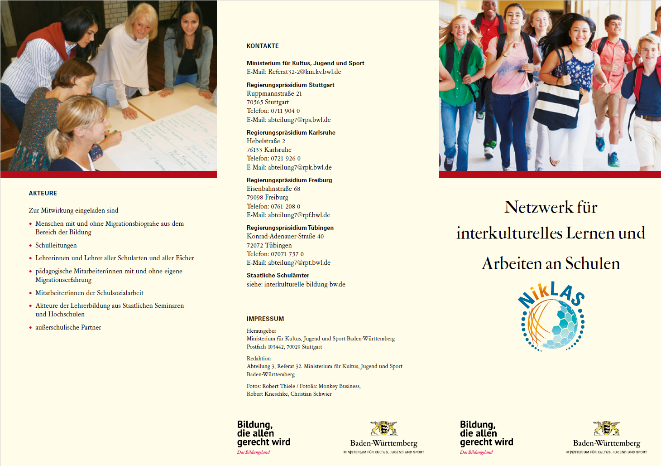 AKTEURE
Zur Mitwirkung eingeladen sind
• Menschen mit und ohne Migrationsbiografie aus dem
Bereich der Bildung
• Schulleitungen
• Lehrerinnen und Lehrer aller Schularten und aller Fächer
• pädagogische Mitarbeiterinnen mit und ohne eigene
Migrationserfahrung
• Mitarbeiterinnen der Schulsozialarbeit
• Akteure der Lehrerbildung aus Staatlichen Seminaren
und Hochschulen
• außerschulische Partner
KONTAKTE
Ministerium für Kultus, Jugend und Sport
E-Mail: Referat32-2@km.kv.bwl.de
Regierungspräsidium Stuttgart
Ruppmannstraße 21
70565 Stuttgart
Telefon: 0711 904-0
E-Mail: abteilung7@rps.bwl.de
Regierungspräsidium Karlsruhe
Hebelstraße 2
76133 Karlsruhe
Telefon: 0721 926-0
E-Mail: abteilung7@rpk.bwl.de
Regierungspräsidium Freiburg
Eisenbahnstraße 68
79098 Freiburg
Telefon: 0761 208-0
E-Mail: abteilung7@rpf.bwl.de
Regierungspräsidium Tübingen
Konrad-Adenauer-Straße 40
72072 Tübingen
Telefon: 07071 757-0
E-Mail: abteilung7@rpt.bwl.de
Staatliche Schulämter
siehe: interkulturelle-bildung-bw.de
IMPRESSUM
Herausgeber
Ministerium für Kultus, Jugend und Sport Baden-Württemberg
Postfach 103442, 70029 Stuttgart
Redaktion
Abteilung 3, Referat 32, Ministerium für Kultus, Jugend und Sport
Baden-Württemberg
Fotos: Robert Thiele / Fotolia: Monkey Business,
Robert Kneschke, Christian Schwier
Bildung,
die allen
gerecht wird
Das Bildungsland
Baden-Württemberg
MINISTERIUM FÜR KULTUS, JUGEND UND SPORT
Netzwerk für
interkulturelles Lernen und
Arbeiten an Schulen
NikLAS
Bildung,
die allen
gerecht wird
Das Bildungsland
Baden-Württemberg
MINISTERIUM FÜR KULTUS, JUGEND UND SPORT